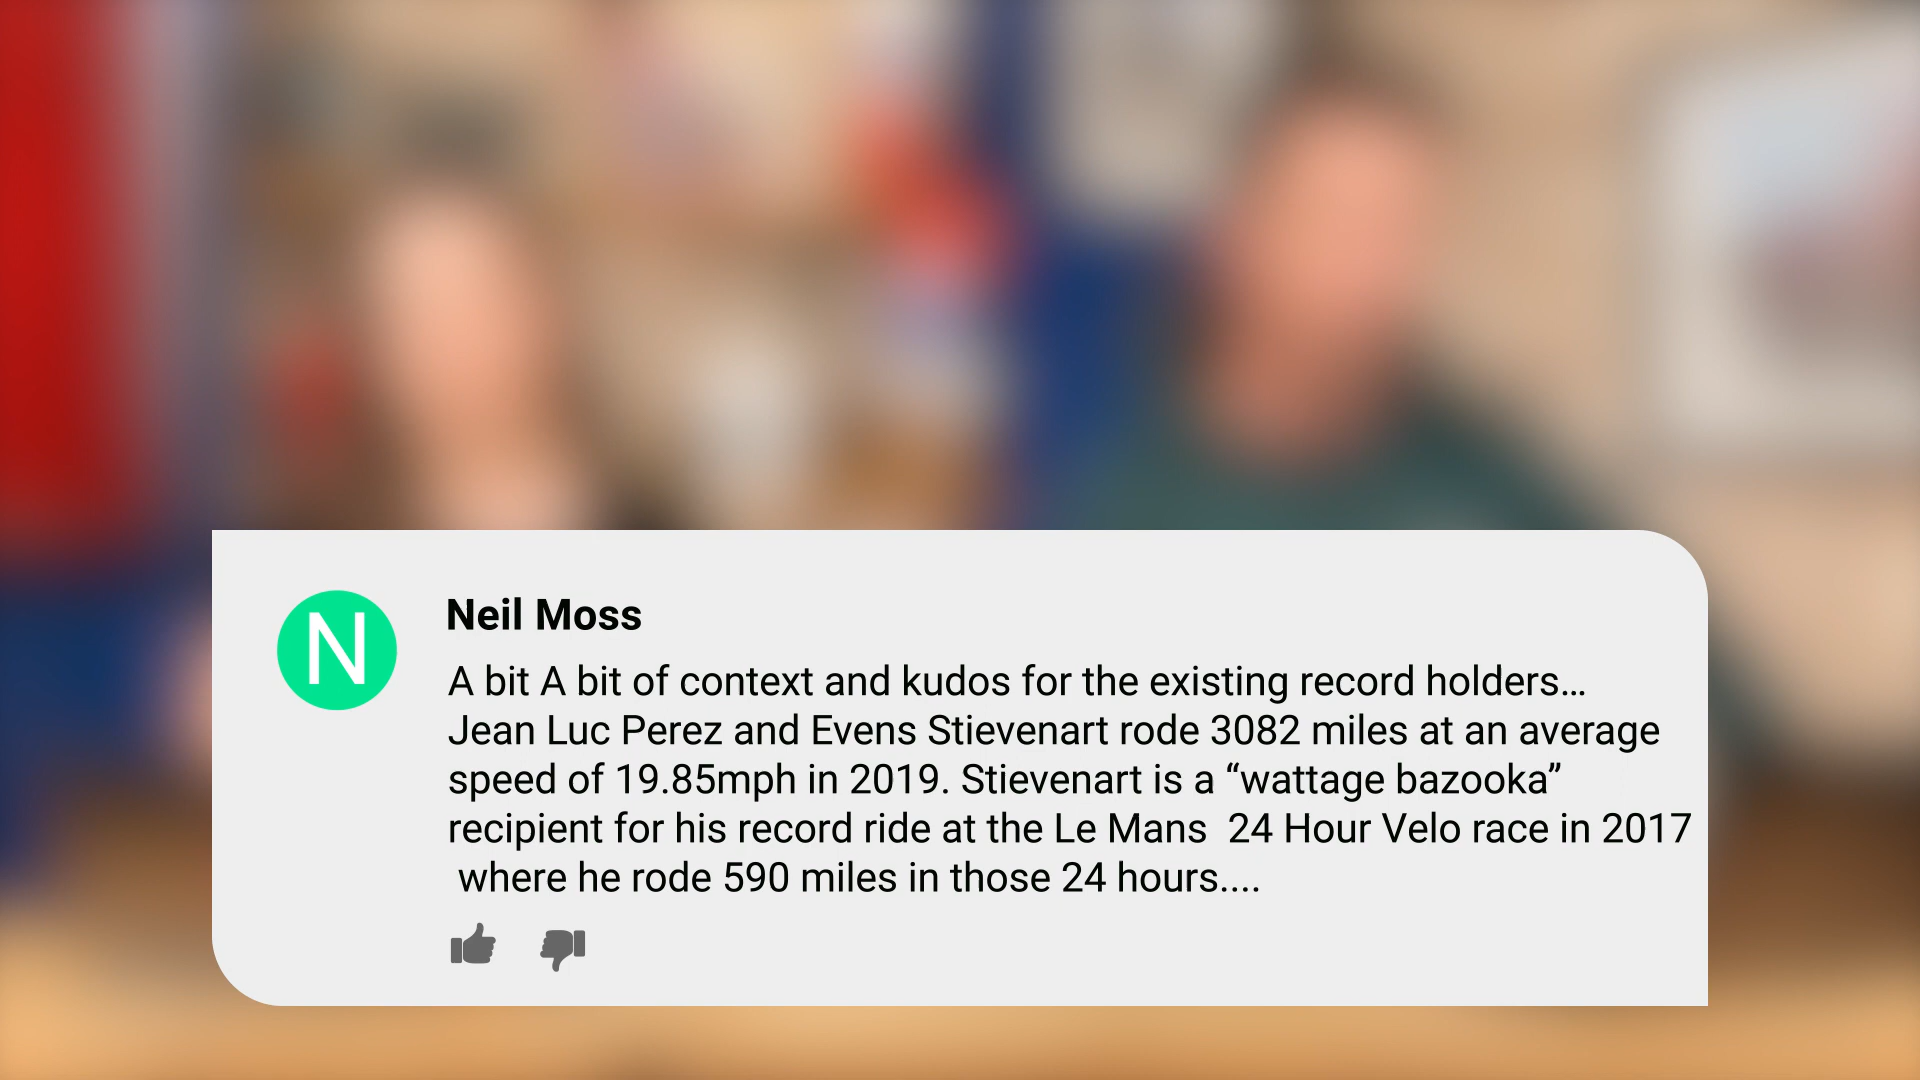 N
Neil Moss
A bit A bit of context and kudos for the existing record holders…
Jean Luc Perez and Evens Stievenart rode 3082 miles at an average
speed of 19.85mph in 2019. Stievenart is a “wattage bazooka”
recipient for his record ride at the Le Mans  24 Hour Velo race in 2017
where he rode 590 miles in those 24 hours....